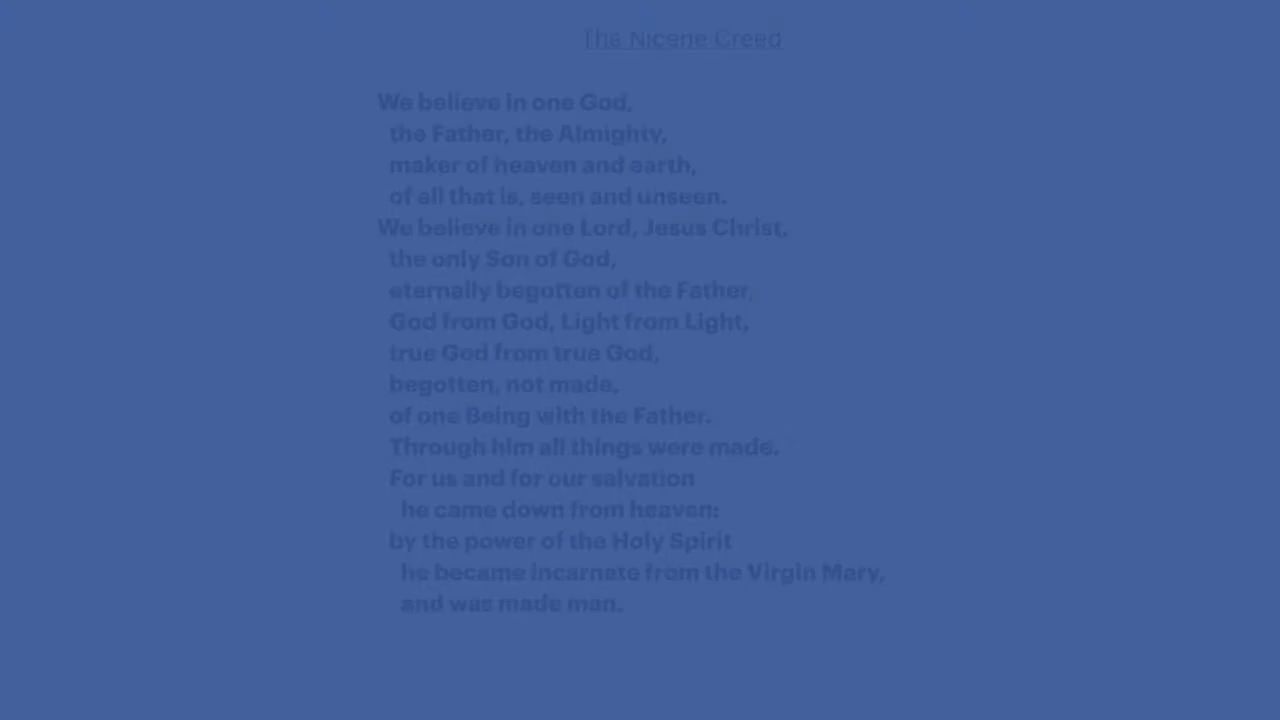 The Nicene Creed
We believe in one God,
the Father, the Almighty,
maker of heaven and earth,
of all that is, seen and unseen.
We believe in one Lord, Jesus Christ,
the only Son of God,
eternally begotten of the Father,
God from God, Light from Light,
true God from true God,
begotten, not made,
of one Being with the Father.
Through him all things were made.
For us and for our salvation
he came down from heaven:
by the power of the Holy Spirit
he became incarnate from the Virgin Mary,
and was made man.